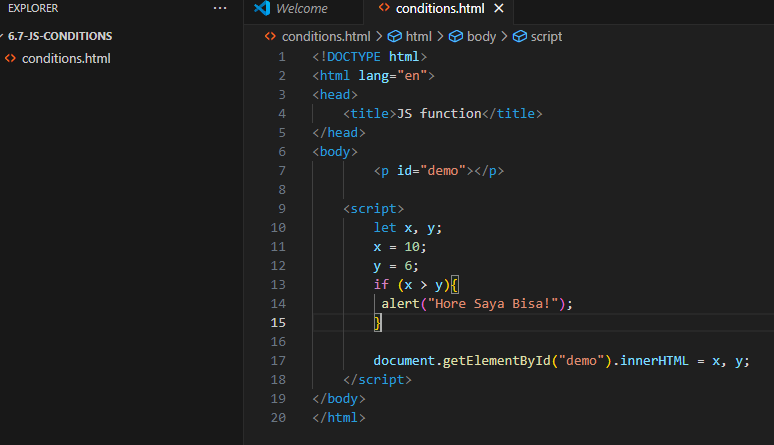 EXPLORER ...
6.7-JS-CONDITIONS
conditions.html
Welcome
conditions.html
conditions.html > html > body > script
1 <!DOCTYPE html>
2 <html lang="en">
3 <head>
4 <title>JS function</title>
5 </head>
6 <body>
7 <p id="demo"></p>
8
9 <script>
10 let x, y;
11 x = 10;
12 y = 6;
13 if (x > y){
14 alert("Hore Saya Bisa!");
15 }
16
17 document.getElementById("demo").innerHTML = x, y;
18 </script>
19 </body>
20 </html>